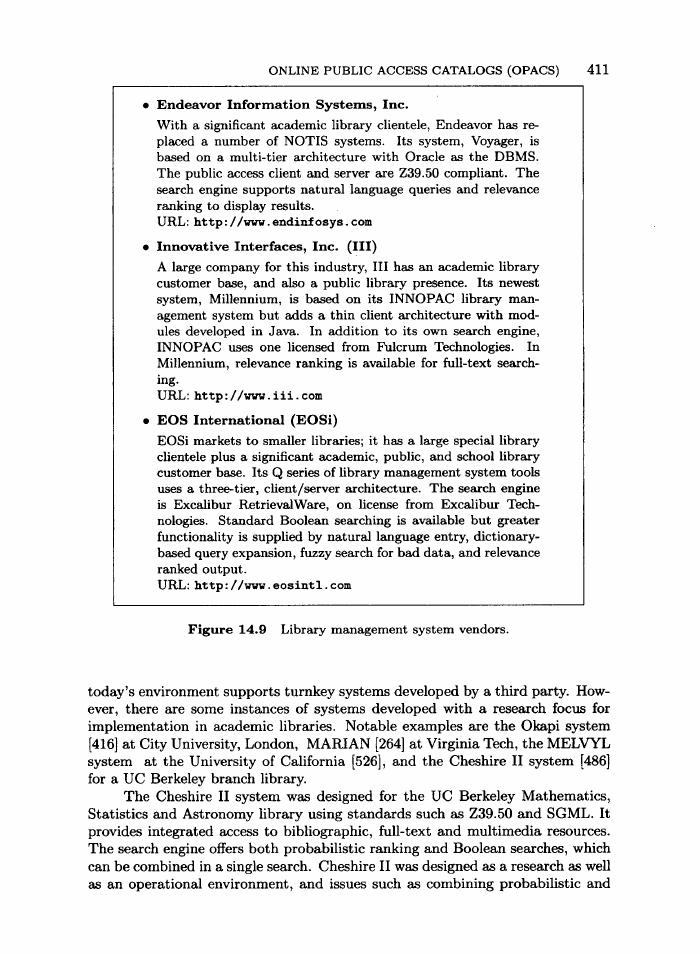 ONLINE PUBLIC ACCESS CATALOGS (OPACS) 411
• Endeavor Information Systems, Inc.
With a significant academic library clientele, Endeavor has re-
placed a number of NOTIS systems. Its system, Voyager, is
based on a multi-tier architecture with Oracle as the DBMS.
The public access client and server are Z39.50 compliant. The
search engine supports natural language queries and relevance
ranking to display results.
URL: http://www.endinfosys.com
• Innovative Interfaces, Inc. (III)
A large company for this industry, III has an academic library
customer base, and also a public library presence. Its newest
system, Millennium, is based on its INNOPAC library man-
agement system but adds a thin client architecture with mod-
ules developed in Java. In addition to its own search engine,
INNOPAC uses one licensed from Fulcrum Technologies. In
Millennium, relevance ranking is available for full-text search-
ing.
URL: http://www.iii.com
• EOS International (EOSi)
EOSi markets to smaller libraries; it has a large special library
clientele plus a significant academic, public, and school library
customer base. Its Q series of library management system tools
uses a three-tier, client/server architecture. The search engine
is Excalibur RetrievalWare, on license from Excalibur Tech-
nologies. Standard Boolean searching is available but greater
functionality is supplied by natural language entry, dictionary-
based query expansion, fuzzy search for bad data, and relevance
ranked output.
URL: http://www.eosintl.com
Figure 14.9 Library management system vendors.
today's environment supports turnkey systems developed by a third party. How-
ever, there are some instances of systems developed with a research focus for
implementation in academic libraries. Notable examples are the Okapi system
[416] at City University, London, MARIAN [264] at Virginia Tech, the MELVYL
system at the University of California [526], and the Cheshire II system [486]
for a UC Berkeley branch library.
The Cheshire II system was designed for the UC Berkeley Mathematics,
Statistics and Astronomy library using standards such as Z39.50 and SGML. It
provides integrated access to bibliographic, full-text and multimedia resources.
The search engine offers both probabilistic ranking and Boolean searches, which
can be combined in a single search. Cheshire II was designed as a research as well
as an operational environment, and issues such as combining probabilistic and